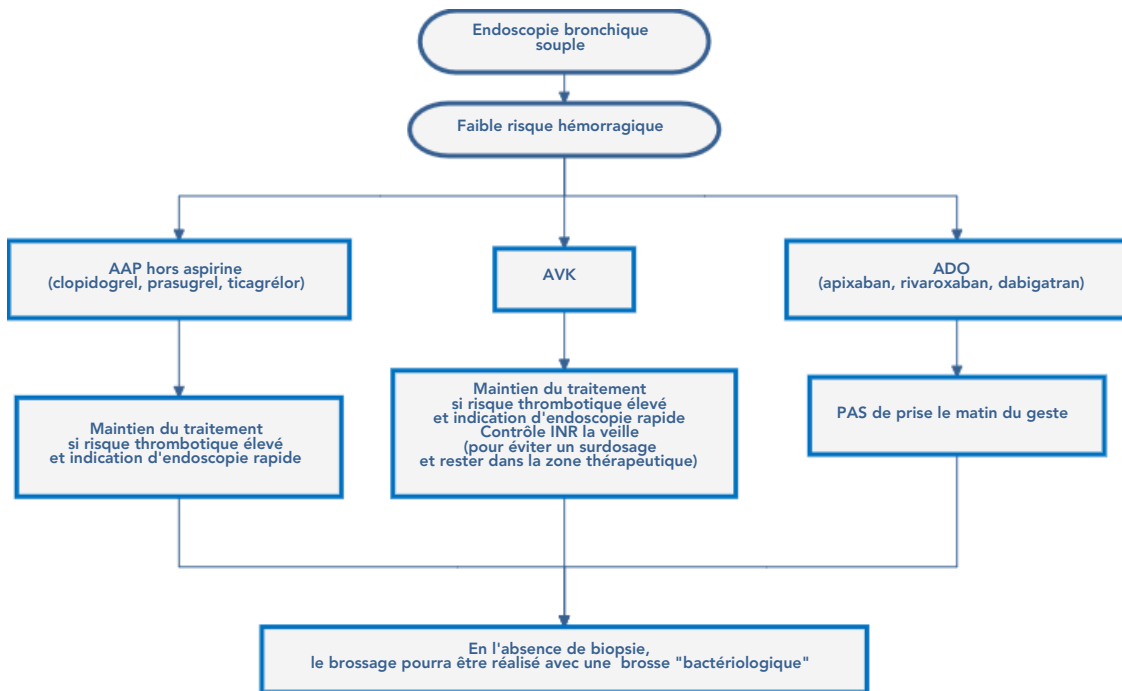 Endoscopie bronchique
souple
Faible risque hémorragique
AAP hors aspirine
(clopidogrel, prasugrel, ticagrélor)
AVK
ADO
(apixaban, rivaroxaban, dabigatran)
Maintien du traitement
si risque thrombotique élevé
et indication d'endoscopie rapide
Maintien du traitement
si risque thrombotique élevé
et indication d'endoscopie rapide
Contrôle INR la veille
(pour éviter un surdosage
et rester dans la zone thérapeutique)
PAS de prise le matin du geste
En l'absence de biopsie,
le brossage pourra être réalisé avec une brosse "bactériologique"